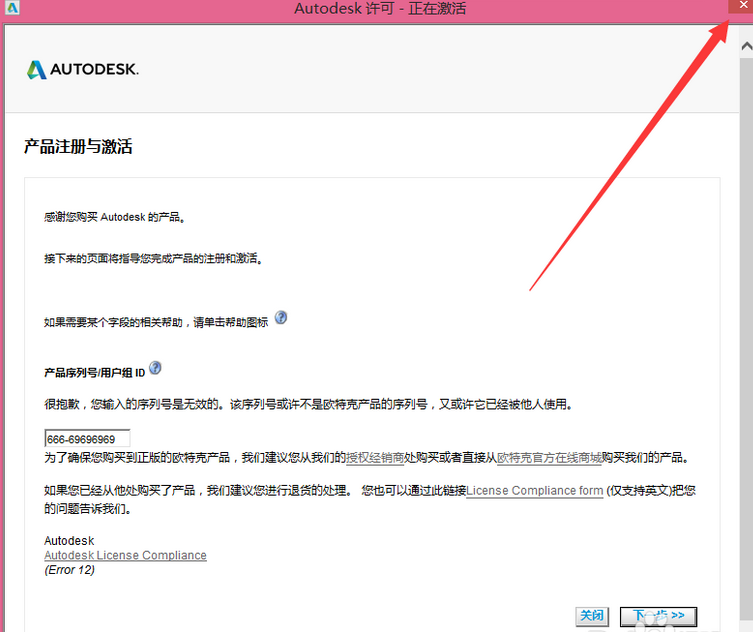 Autodesk 许可 - 正在激活
AUTODESK.
产品注册与激活
感谢您购买 Autodesk 的产品。
接下来的页面将指导您完成产品的注册和激活。
如果需要某个字段的相关帮助，请单击帮助图标
产品序列号/用户组 ID
很抱歉，您输入的序列号是无效的。该序列号或许不是欧特克产品的序列号，又或许它已经被他人使用。
666-69696969
为了确保您购买到正版的欧特克产品，我们建议您从我们的授权经销商处购买或者直接从欧特克官方在线商城购买我们的产品。
如果您已经从他处购买了产品，我们建议您进行退货的处理。 您也可以通过此链接License Compliance form (仅支持英文)把您
的问题告诉我们。
Autodesk
Autodesk License Compliance
(Error 12)
关闭 下一步 >>